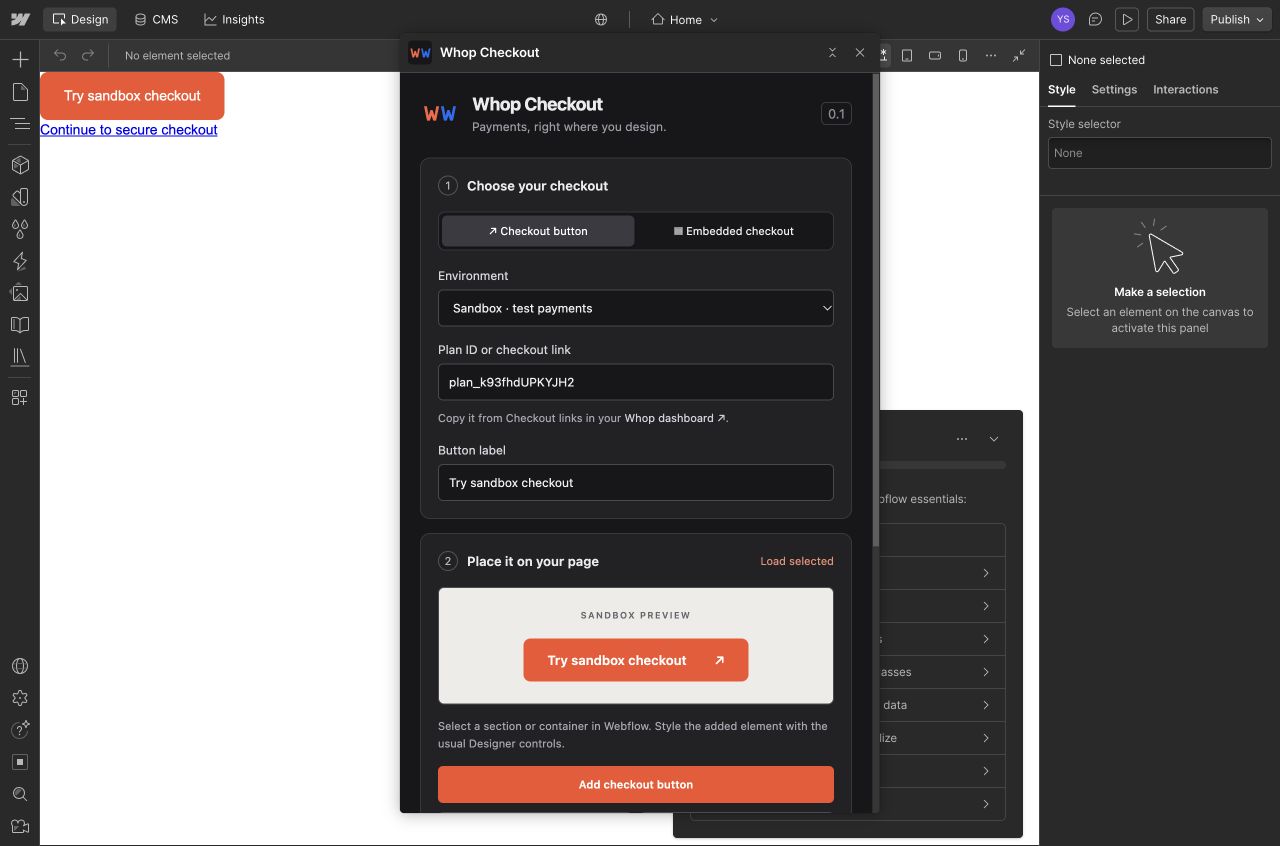 Design
CMS
Insights
Home
YS
Share
Publish
No element selected
Try sandbox checkout
Continue to secure checkout
WW Whop Checkout
WW
Whop Checkout
Payments, right where you design.
0.1
1 Choose your checkout
↗ Checkout button
Embedded checkout
Environment
Sandbox · test payments
Plan ID or checkout link
plan_k93fhdUPKYJH2
Copy it from Checkout links in your Whop dashboard ↗.
Button label
Try sandbox checkout
2 Place it on your page
Load selected
SANDBOX PREVIEW
Try sandbox checkout ↗
Select a section or container in Webflow. Style the added element with the
usual Designer controls.
Add checkout button
None selected
Style
Settings
Interactions
Style selector
None
Make a selection
Select an element on the canvas to
activate this panel
essentials:
data